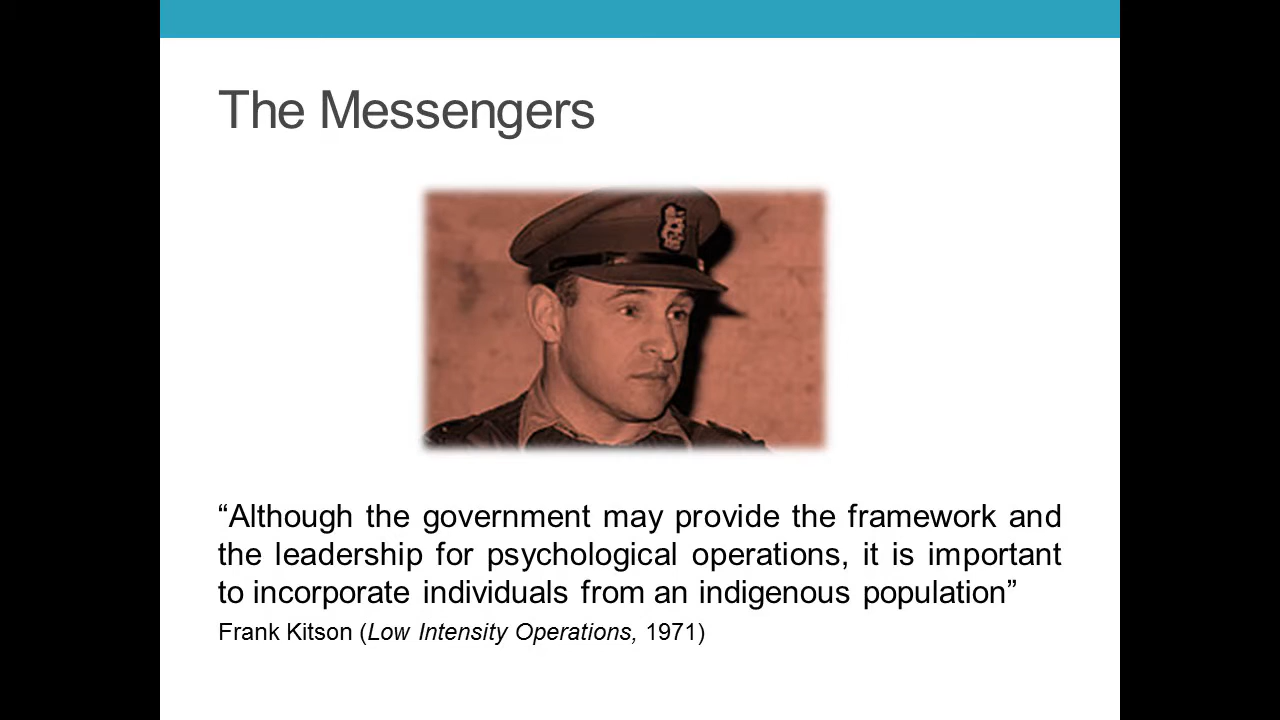 The Messengers
“Although the government may provide the framework and
the leadership for psychological operations, it is important
to incorporate individuals from an indigenous population”
Frank Kitson (Low Intensity Operations, 1971)